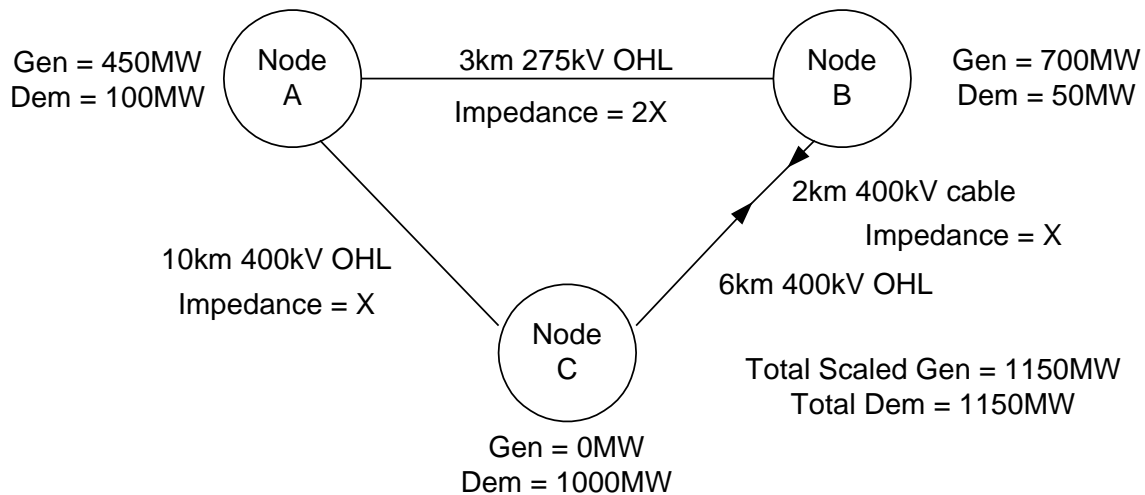 Gen = 450MW
Dem = 100MW
Node
A
3km 275kV OHL
Impedance = 2X
Node
B
Gen = 700MW
Dem = 50MW
2km 400kV cable
Impedance = X
10km 400kV OHL
Impedance = X
6km 400kV OHL
Node
C
Total Scaled Gen = 1150MW
Total Dem = 1150MW
Gen = 0MW
Dem = 1000MW